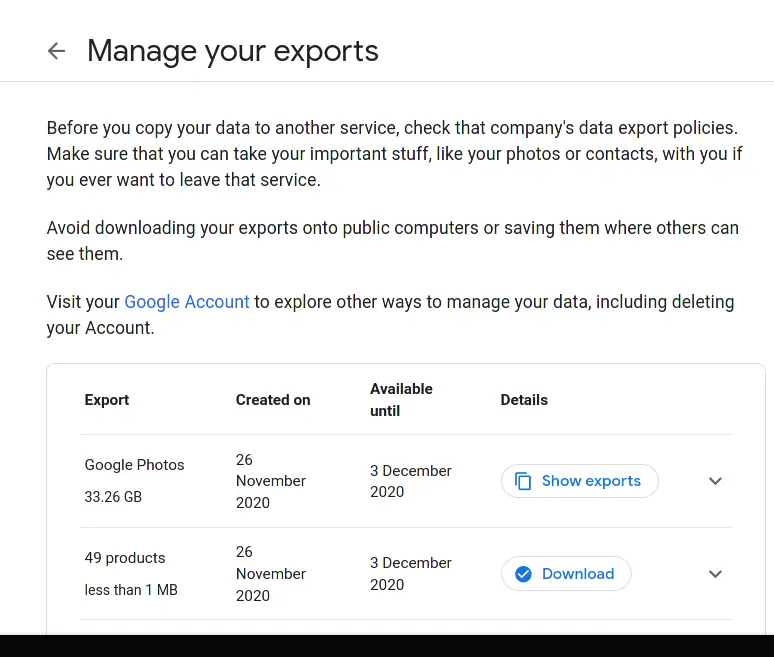 Manage your exports
Before you copy your data to another service, check that company's data export policies.
Make sure that you can take your important stuff, like your photos or contacts, with you if
you ever want to leave that service.
Avoid downloading your exports onto public computers or saving them where others can
see them.
Visit your Google Account to explore other ways to manage your data, including deleting
your Account.
Export
Created on
Available
until
Details
Google Photos
33.26 GB
26
November
2020
3 December
2020
Show exports
49 products
less than 1 MB
26
November
2020
3 December
2020
Download